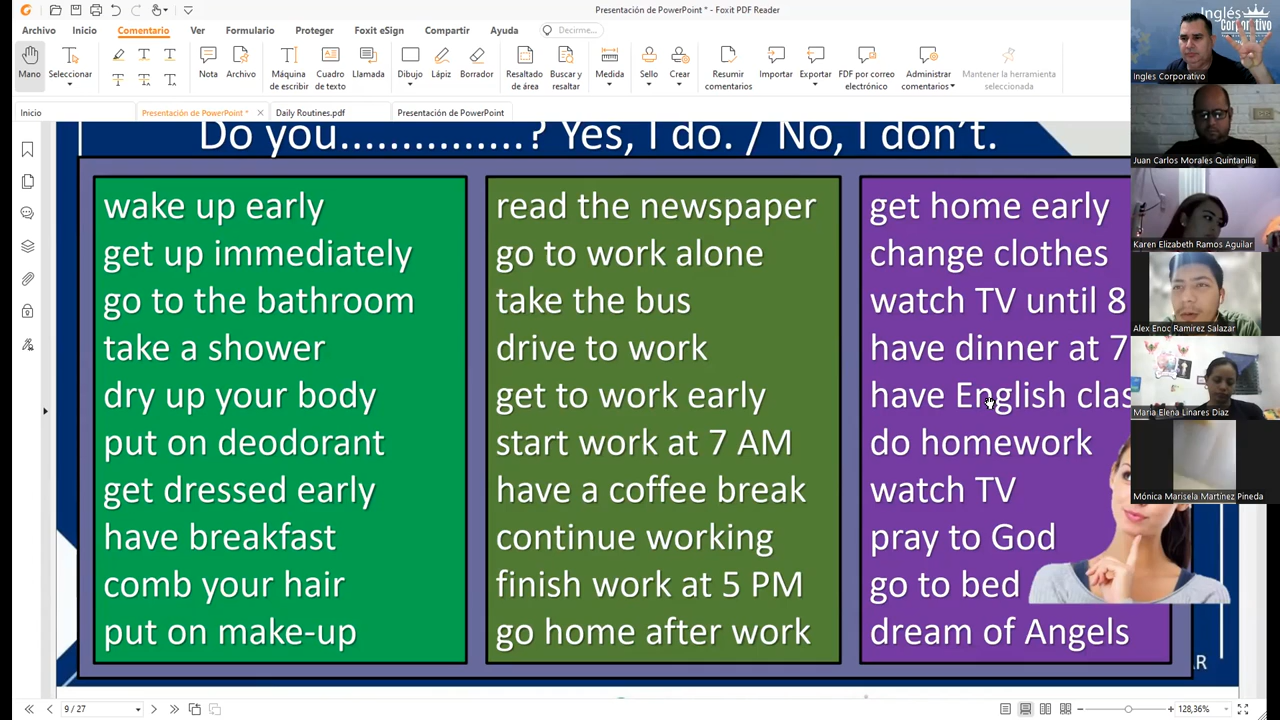 Presentación de PowerPoint * - Foxit PDF Reader
Archivo Inicio Comentario Ver Formulario Proteger Foxit eSign Compartir Ayuda Decirme...
Mano Seleccionar Nota Archivo Máquina de escribir Cuadro de texto Llamada Dibujo Lápiz Borrador Resaltado de área Buscar y resaltar Medida Sello Crear Resumir comentarios Importar Exportar PDF por correo electrónico Administrar comentarios Mantener la herramienta seleccionada
Inicio Presentación de PowerPoint * Daily Routines.pdf Presentación de PowerPoint
Do you...............? Yes, I do. / No, I don't.
wake up early
get up immediately
go to the bathroom
take a shower
dry up your body
put on deodorant
get dressed early
have breakfast
comb your hair
put on make-up
read the newspaper
go to work alone
take the bus
drive to work
get to work early
start work at 7 AM
have a coffee break
continue working
finish work at 5 PM
go home after work
get home early
change clothes
watch TV until 8
have dinner at 7
have English clas
do homework
watch TV
pray to God
go to bed
dream of Angels
AR
Inglés
Corporativo
Ingles Corporativo
Juan Carlos Morales Quintanilla
Karen Elizabeth Ramos Aguilar
Alex Enoc Ramirez Salazar
Maria Elena Linares Diaz
Mónica Marisela Martínez Pineda
9 / 27
128,36%